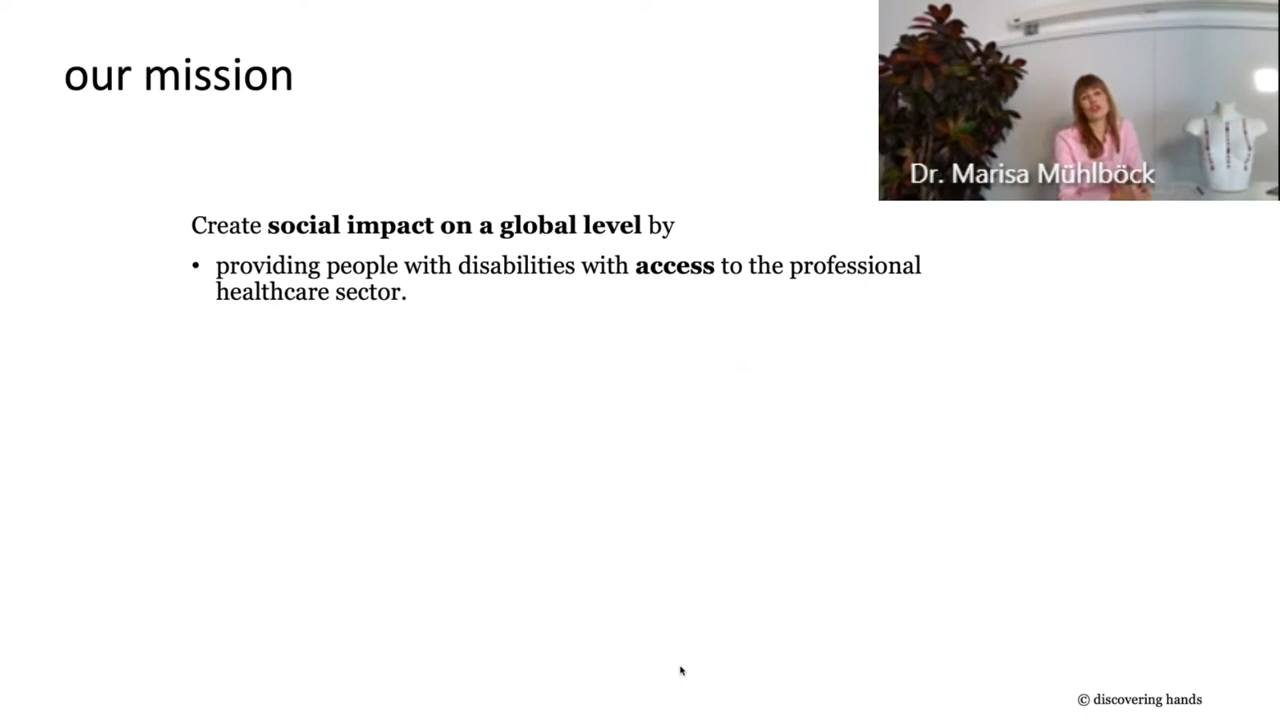 our mission
Dr. Marisa Mühlböck
Create social impact on a global level by
• providing people with disabilities with access to the professional
healthcare sector.
© discovering hands